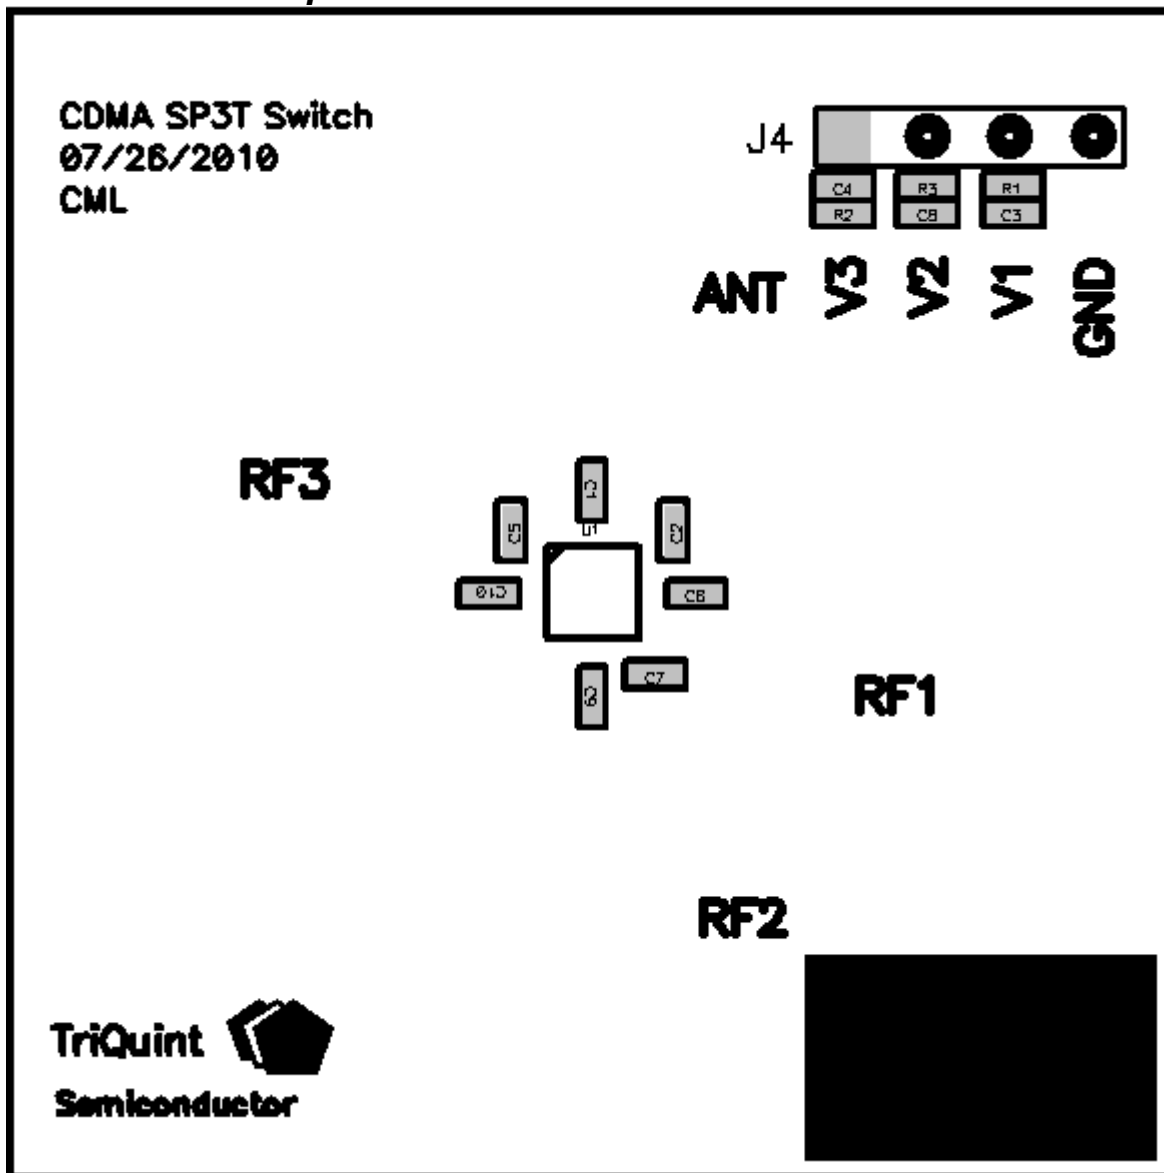 CDMA SP3T Switch
07/26/2010
CML
J4
C4 R3 R1
R2 C8 C3
ANT V3 V2 V1 GND
RF3
C5 U1 C2
C10 C6
C7
C9
RF1
RF2
TriQuint
Semiconductor